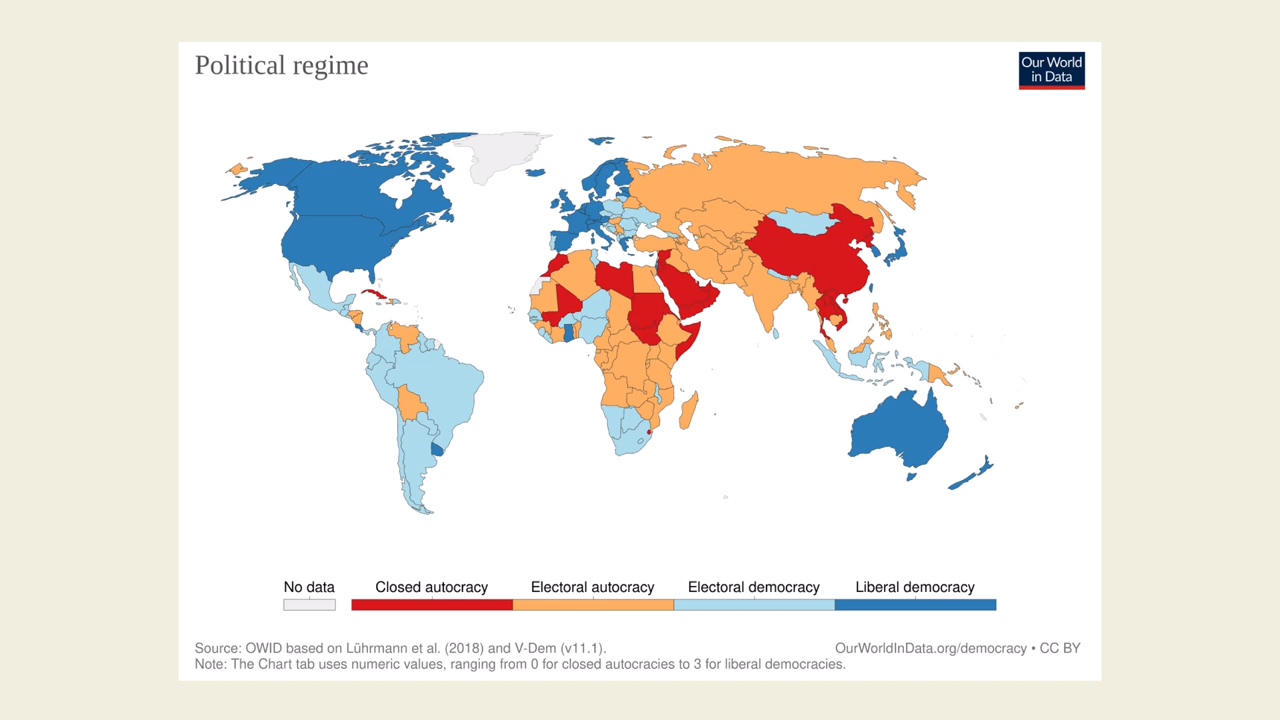 Political regime
Our World
in Data
No data
Closed autocracy
Electoral autocracy
Electoral democracy
Liberal democracy
Source: OWID based on Lührmann et al. (2018) and V-Dem (v11.1).
OurWorldInData.org/democracy • CC BY
Note: The Chart tab uses numeric values, ranging from 0 for closed autocracies to 3 for liberal democracies.